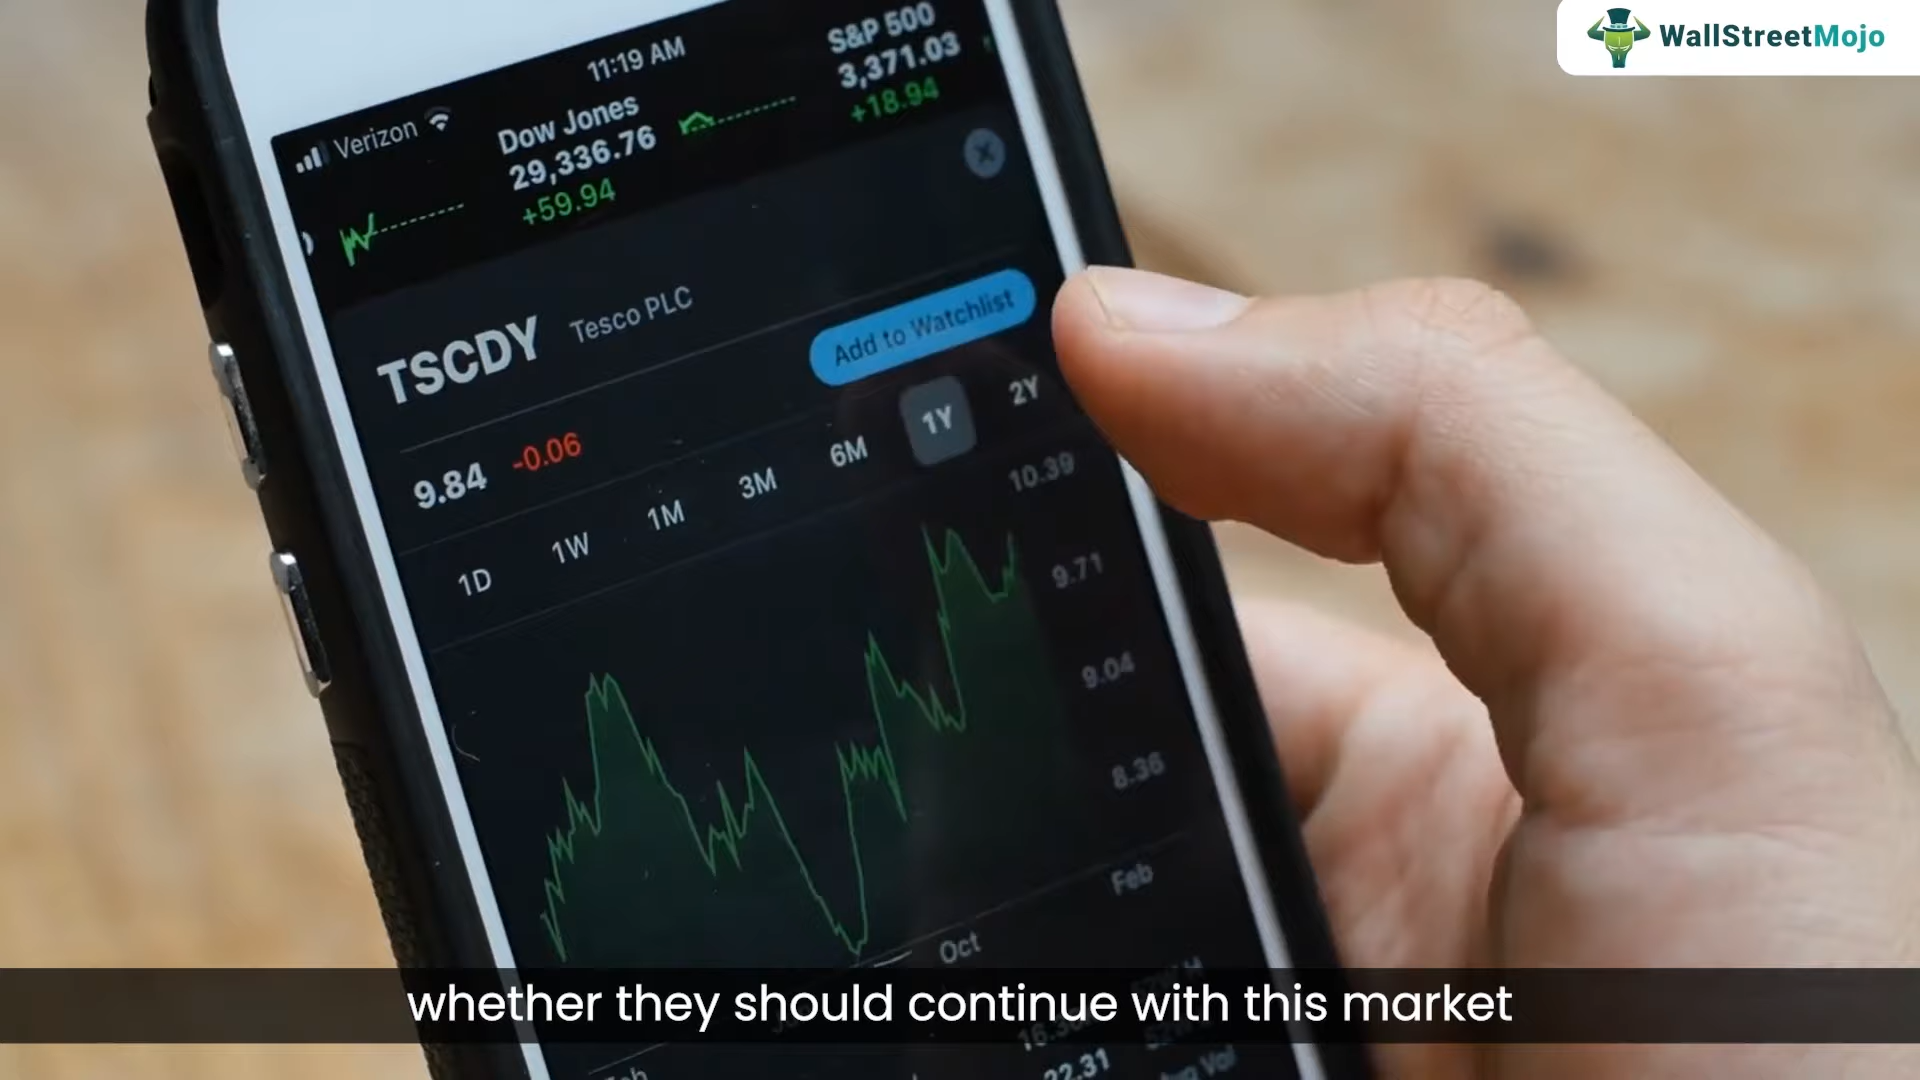 WallStreetMojo
11:19 AM
Verizon
Dow Jones
29,336.76
+59.94
S&P 500
3,371.03
+18.94
TSCDY Tesco PLC
Add to Watchlist
9.84 -0.06
1D 1W 1M 3M 6M 1Y 2Y
10.39
9.71
9.04
8.36
Oct Feb
22.31
whether they should continue with this market